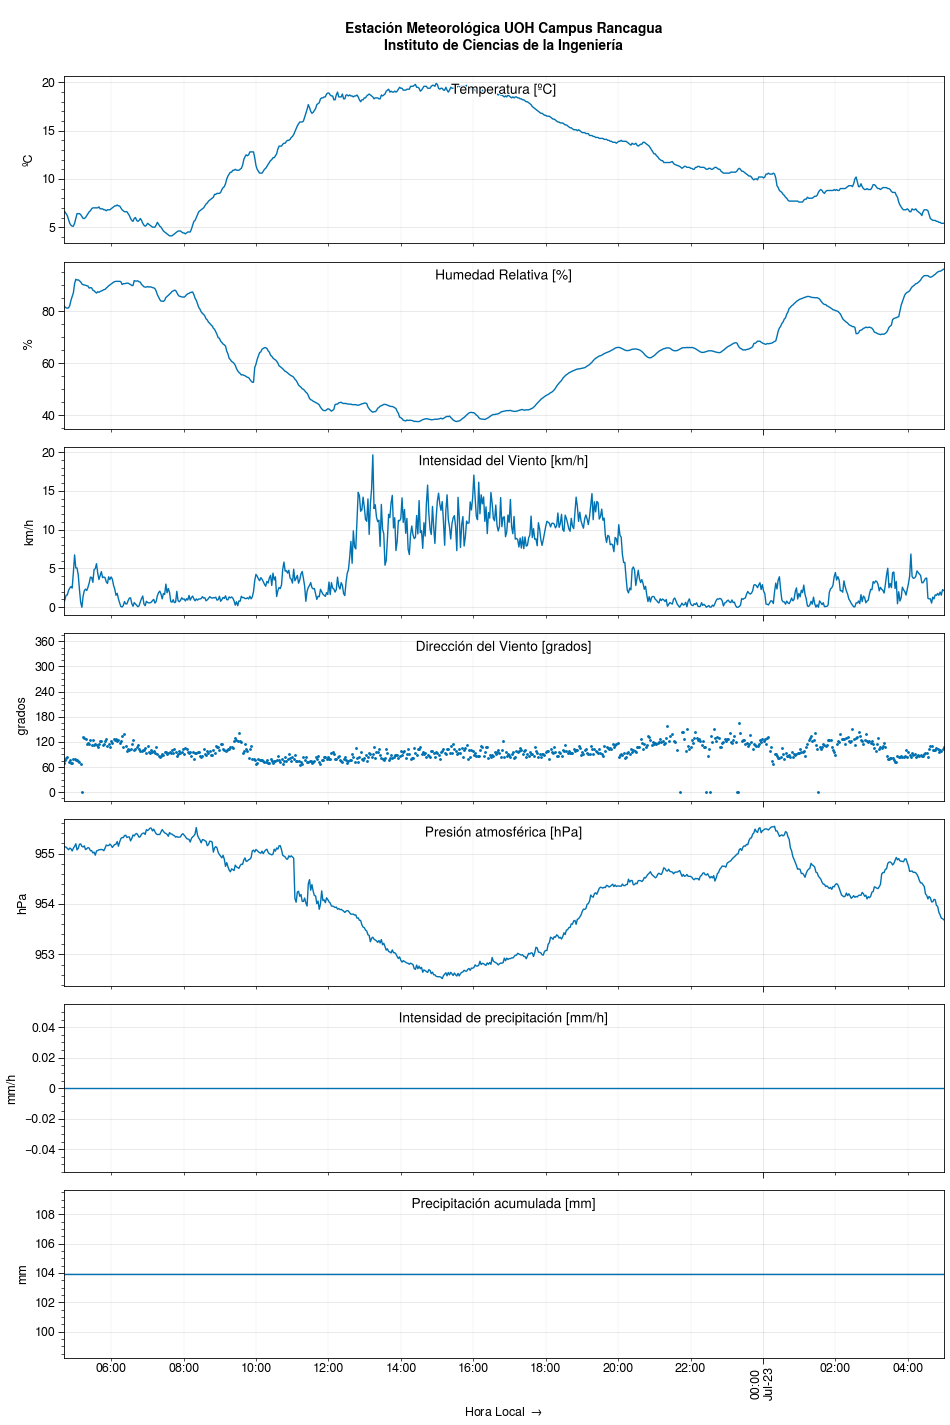 Estación Meteorológica UOH Campus Rancagua
Instituto de Ciencias de la Ingeniería
Temperatura [ºC]
20
15
10
5
ºC
Humedad Relativa [%]
80
60
40
%
Intensidad del Viento [km/h]
20
15
10
5
0
km/h
Dirección del Viento [grados]
360
300
240
180
120
60
0
grados
Presión atmosférica [hPa]
955
954
953
hPa
Intensidad de precipitación [mm/h]
0.04
0.02
0
−0.02
−0.04
mm/h
Precipitación acumulada [mm]
108
106
104
102
100
mm
06:00 08:00 10:00 12:00 14:00 16:00 18:00 20:00 22:00 00:00 02:00 04:00
Jul-23
Hora Local →